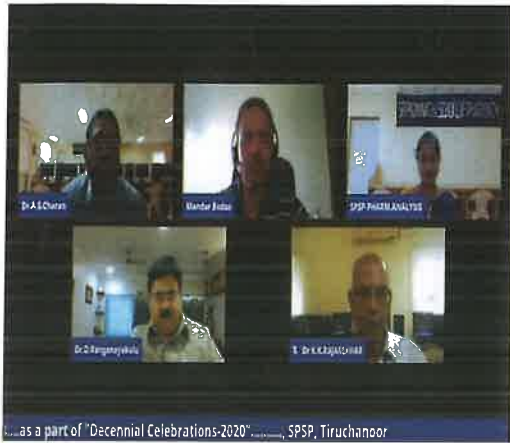 Dr.A.S.Charan
Mandar Bodas
SPSP-PHARM.ANALYSIS
Dr.D.Ranganayakulu
Dr K.K.RAJASEKHAR
....as a part of "Decennial Celebrations-2020"........, SPSP, Tiruchanoor